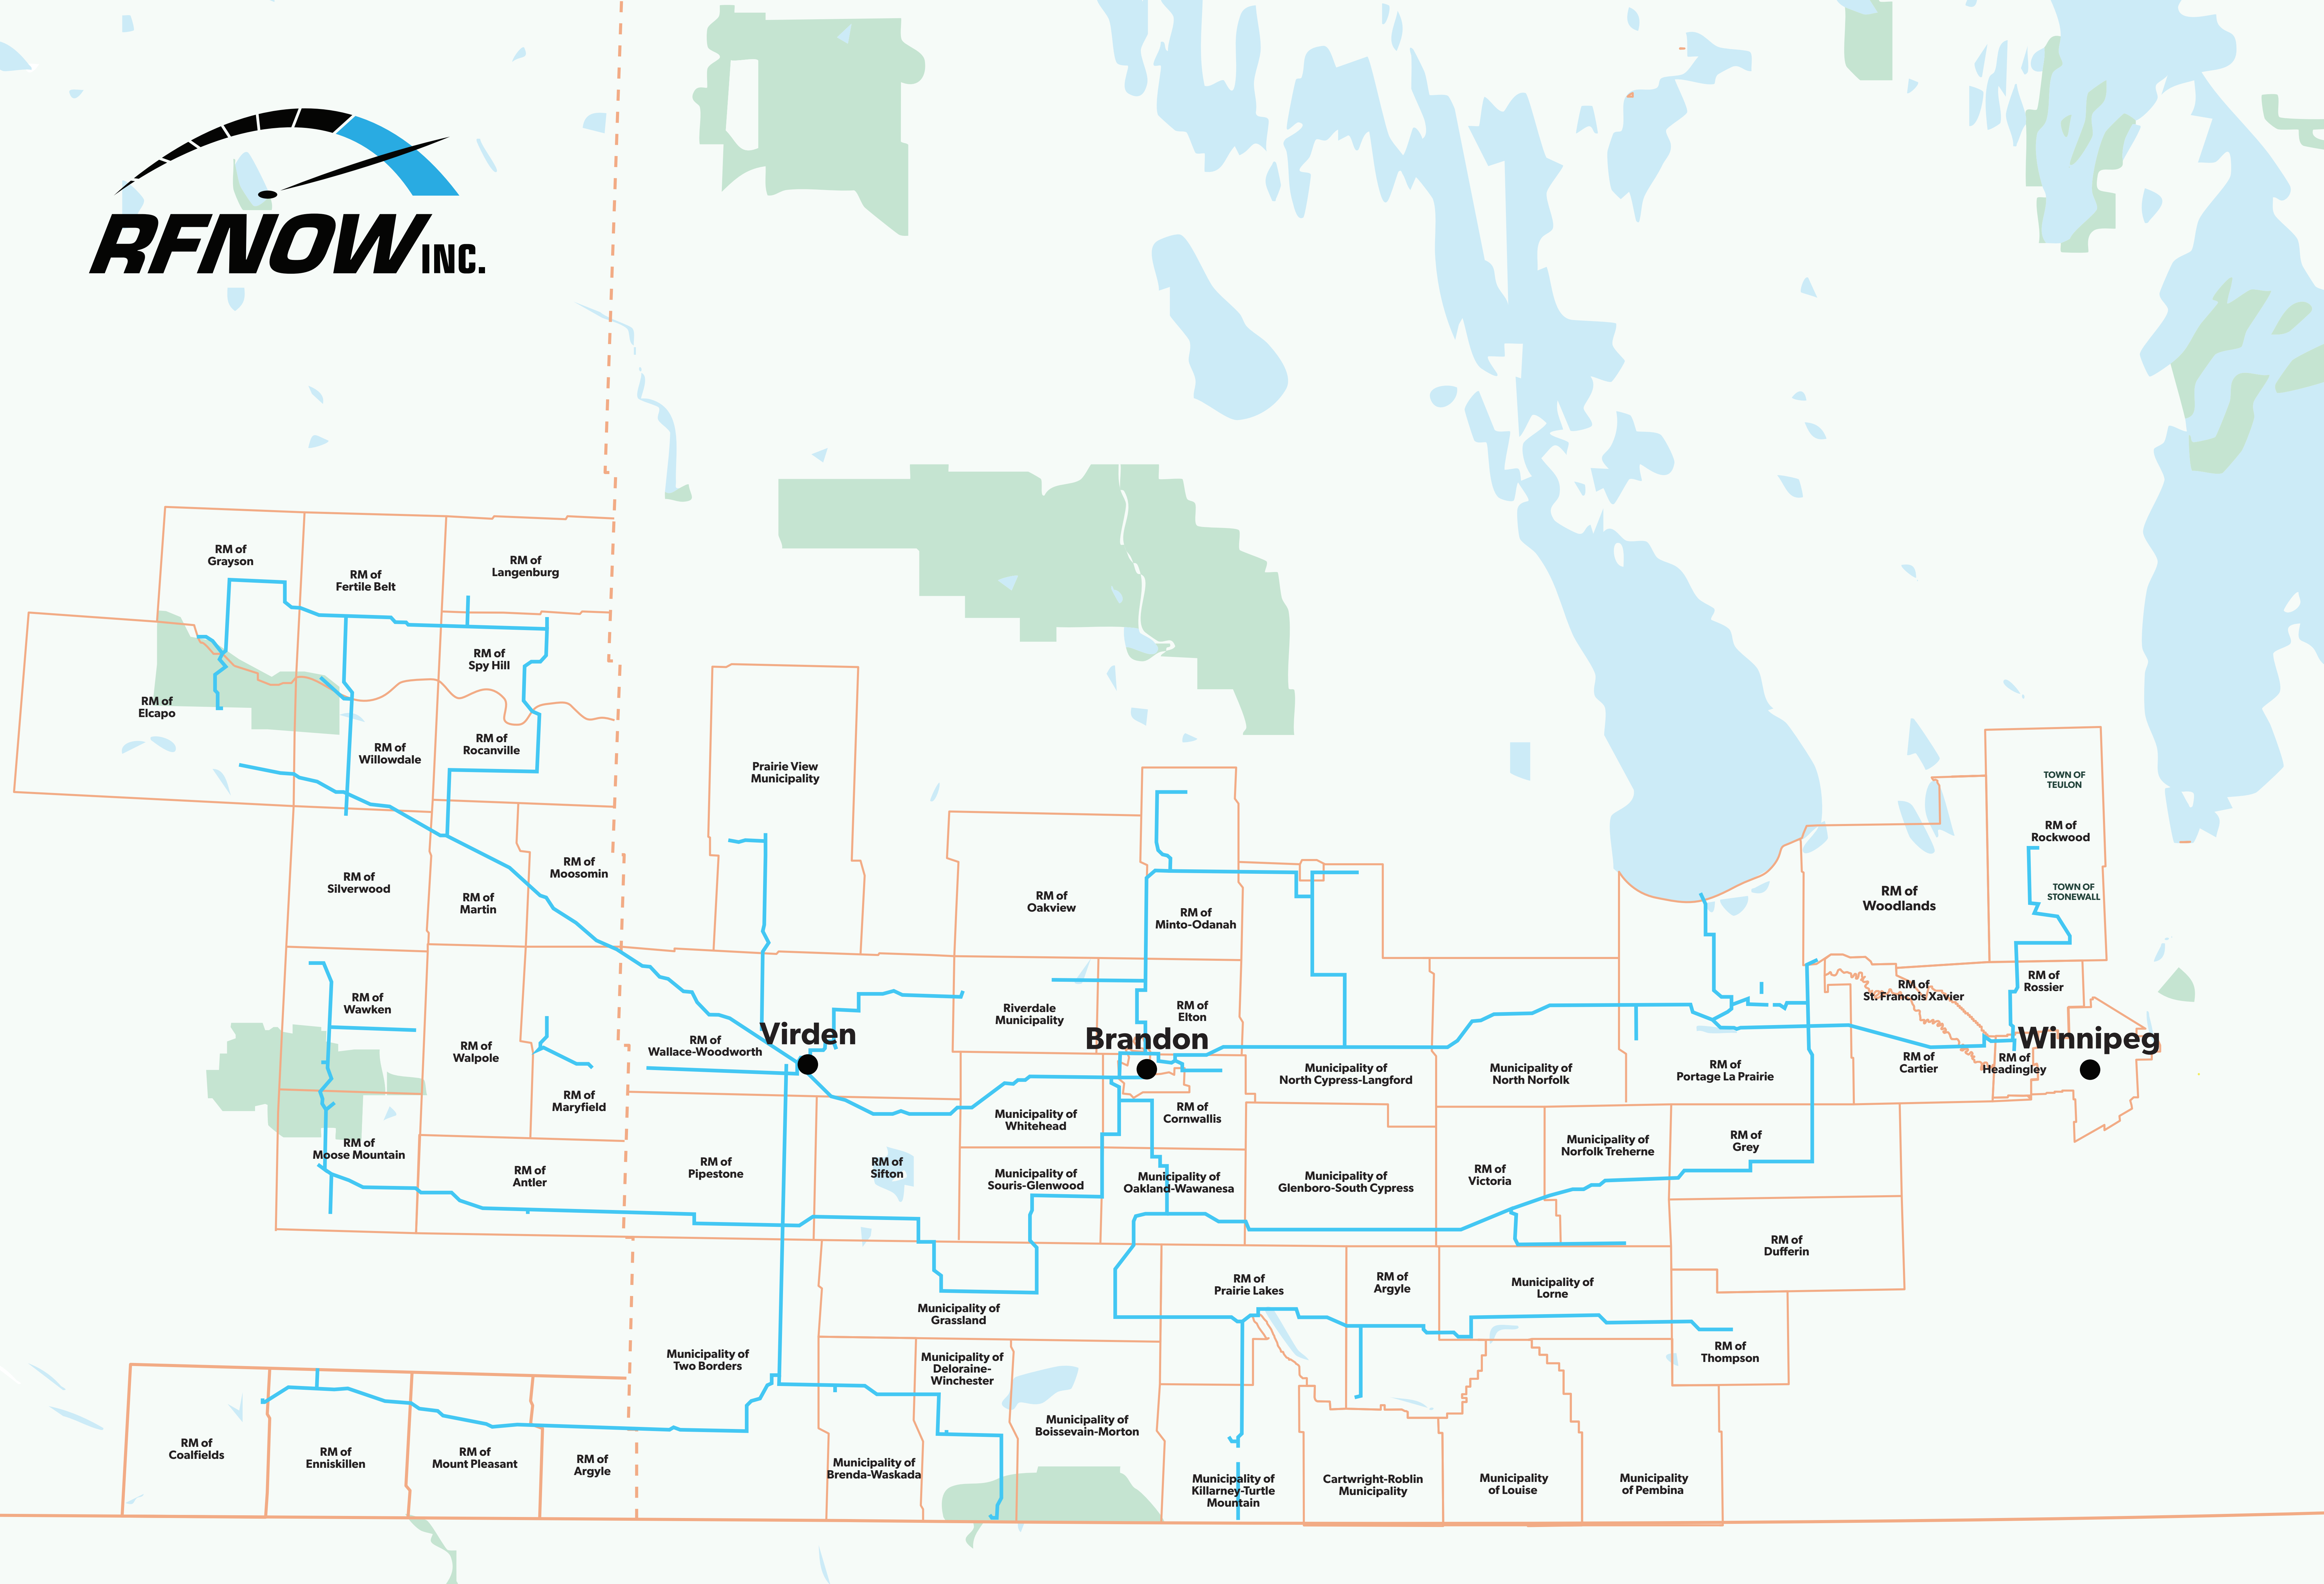 RFNOW INC.
RM of
Grayson
RM of
Fertile Belt
RM of
Langenburg
RM of
Spy Hill
RM of
Elcapo
RM of
Willowdale
RM of
Rocanville
Prairie View
Municipality
TOWN OF
TEULON
RM of
Rockwood
RM of
Silverwood
RM of
Martin
RM of
Moosomin
RM of
Oakview
RM of
Minto-Odanah
RM of
Woodlands
TOWN OF
STONEWALL
RM of
Wawken
RM of
Walpole
RM of
Wallace-Woodworth
Virden
Riverdale
Municipality
RM of
Elton
Brandon
RM of
St. Francois Xavier
RM of
Rossier
Winnipeg
RM of
Maryfield
Municipality of
North Cypress-Langford
Municipality of
North Norfolk
RM of
Portage La Prairie
RM of
Cartier
RM of
Headingley
Municipality of
Whitehead
RM of
Cornwallis
RM of
Moose Mountain
RM of
Antler
RM of
Pipestone
RM of
Sifton
Municipality of
Souris-Glenwood
Municipality of
Oakland-Wawanesa
Municipality of
Glenboro-South Cypress
RM of
Victoria
Municipality of
Norfolk Treherne
RM of
Grey
RM of
Dufferin
Municipality of
Grassland
RM of
Prairie Lakes
RM of
Argyle
Municipality of
Lorne
RM of
Thompson
Municipality of
Two Borders
Municipality of
Deloraine-
Winchester
Municipality of
Boissevain-Morton
RM of
Coalfields
RM of
Enniskillen
RM of
Mount Pleasant
RM of
Argyle
Municipality of
Brenda-Waskada
Municipality of
Killarney-Turtle
Mountain
Cartwright-Roblin
Municipality
Municipality
of Louise
Municipality
of Pembina